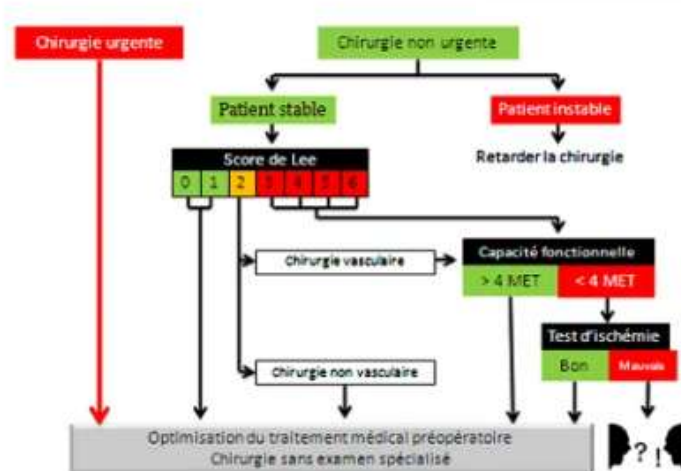 Chirurgie urgente
Chirurgie non urgente
Patient stable
Patient instable
Retarder la chirurgie
Score de Lee
0 1 2 3 4 5 6
Chirurgie vasculaire
Capacité fonctionnelle
> 4 MET < 4 MET
Test d'ischémie
Bon Mauvais
Chirurgie non vasculaire
Optimisation du traitement médical préopératoire
Chirurgie sans examen spécialisé
? !